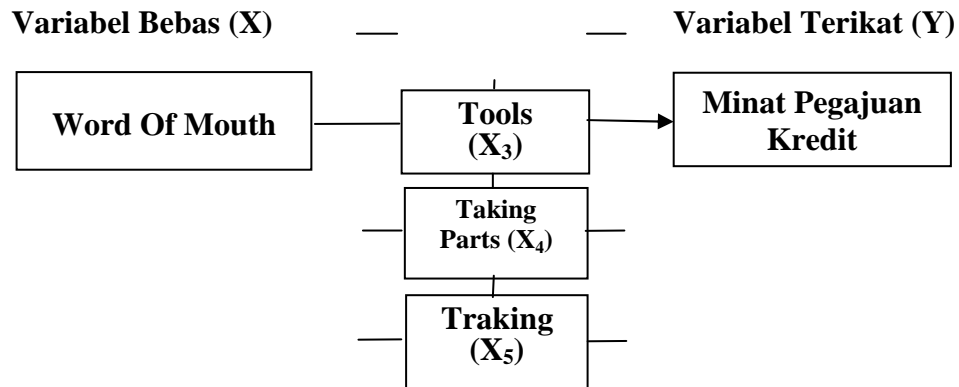 Variabel Bebas (X)
Variabel Terikat (Y)
Word Of Mouth
Tools
(X₃)
Minat Pegajuan
Kredit
Taking
Parts (X₄)
Traking
(X₅)